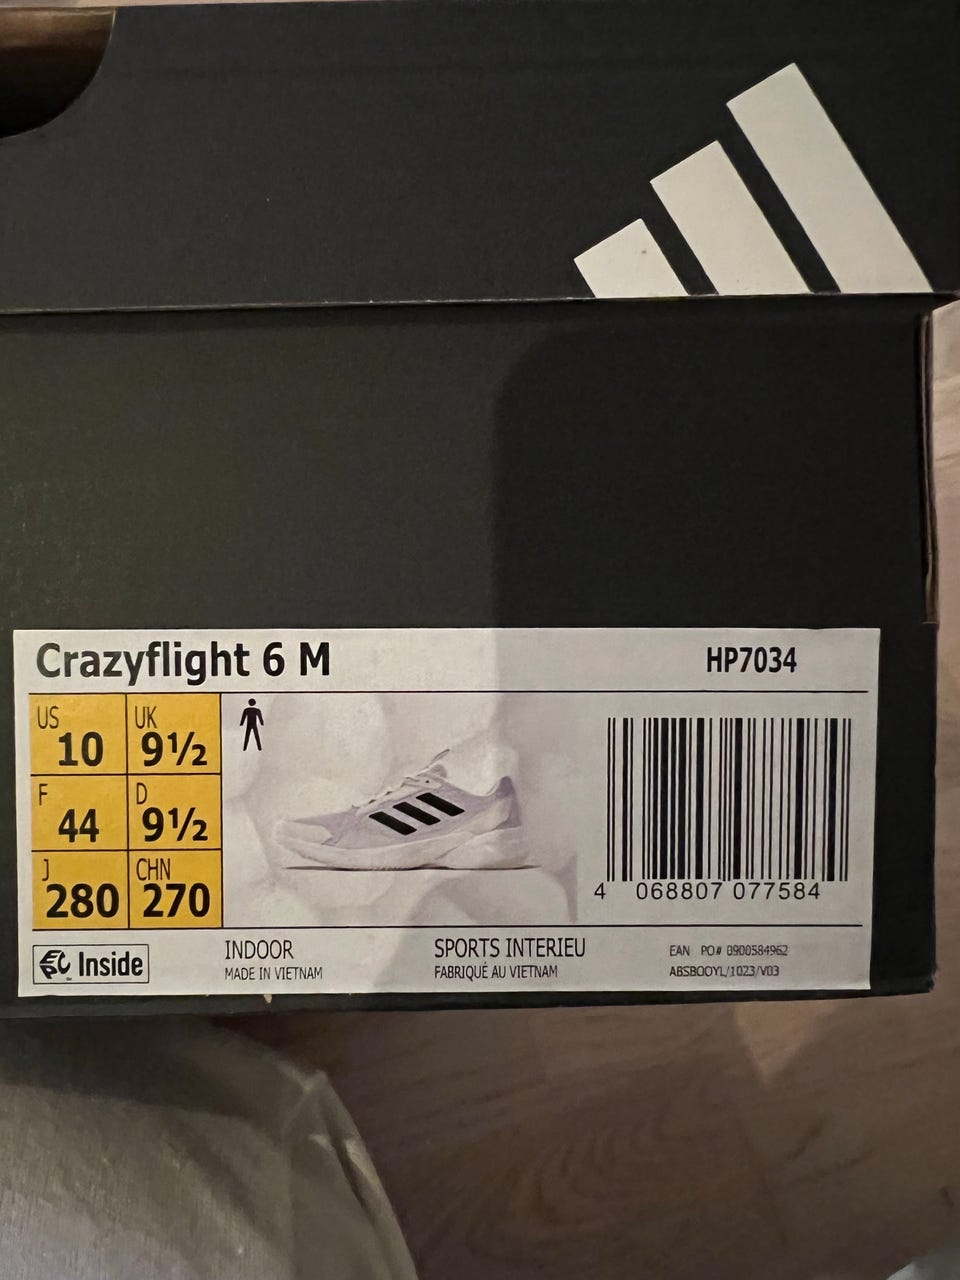 Crazyflight 6 M HP7034
US 10 UK 9½
F 44 D 9½
J 280 CHN 270
4 068807 077584
EPC Inside
INDOOR
MADE IN VIETNAM
SPORTS INTERIEU
FABRIQUÉ AU VIETNAM
EAN PO# 0900584962
ABSBOOYL/1023/V03